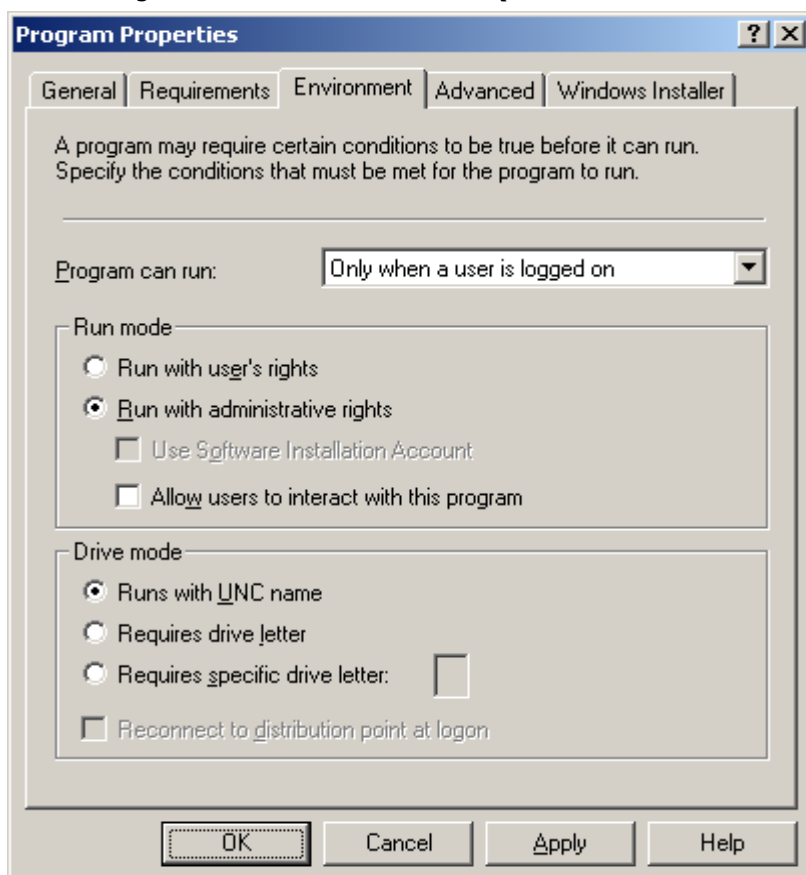 Program Properties
General Requirements Environment Advanced Windows Installer
A program may require certain conditions to be true before it can run.
Specify the conditions that must be met for the program to run.
Program can run: Only when a user is logged on
Run mode
Run with user's rights
Run with administrative rights
Use Software Installation Account
Allow users to interact with this program
Drive mode
Runs with UNC name
Requires drive letter
Requires specific drive letter:
Reconnect to distribution point at logon
OK Cancel Apply Help